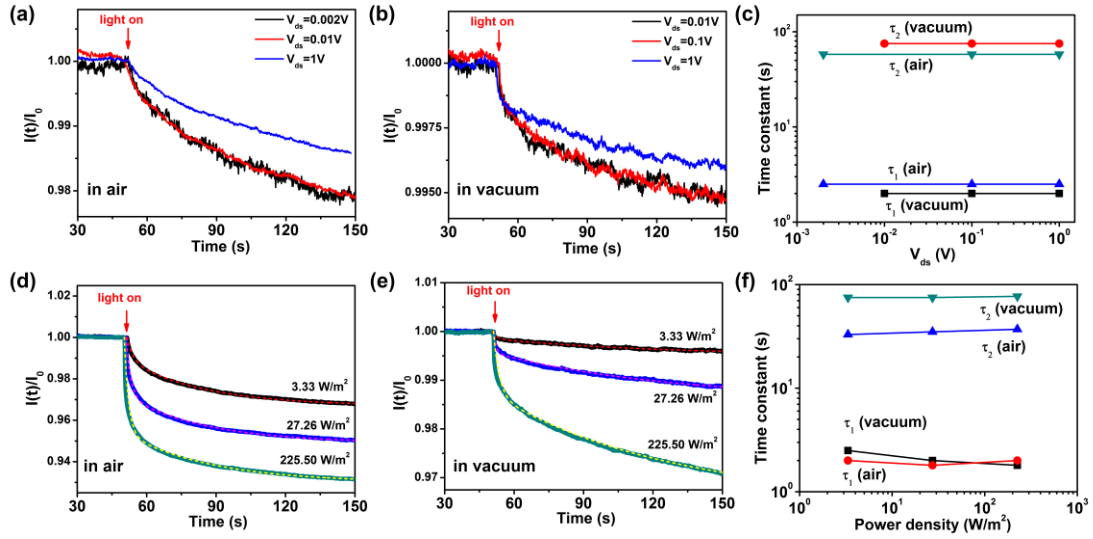 (a)
light on
V_ds=0.002V
V_ds=0.01V
V_ds=1V
1.00
0.99
0.98
I(t)/I_0
in air
30 60 90 120 150
Time (s)
(b)
light on
V_ds=0.01V
V_ds=0.1V
V_ds=1V
1.0000
0.9975
0.9950
I(t)/I_0
in vacuum
30 60 90 120 150
Time (s)
(c)
10^2
10^1
10^0
Time constant (s)
τ_2 (vacuum)
τ_2 (air)
τ_1 (air)
τ_1 (vacuum)
10^-3 10^-2 10^-1 10^0
V_ds (V)
(d)
light on
1.02
1.00
0.98
0.96
0.94
I(t)/I_0
3.33 W/m^2
27.26 W/m^2
225.50 W/m^2
in air
30 60 90 120 150
Time (s)
(e)
light on
1.01
1.00
0.99
0.98
0.97
I(t)/I_0
3.33 W/m^2
27.26 W/m^2
225.50 W/m^2
in vacuum
30 60 90 120 150
Time (s)
(f)
10^2
10^1
10^0
Time constant (s)
τ_2 (vacuum)
τ_2 (air)
τ_1 (vacuum)
τ_1 (air)
10^0 10^1 10^2 10^3
Power density (W/m^2)